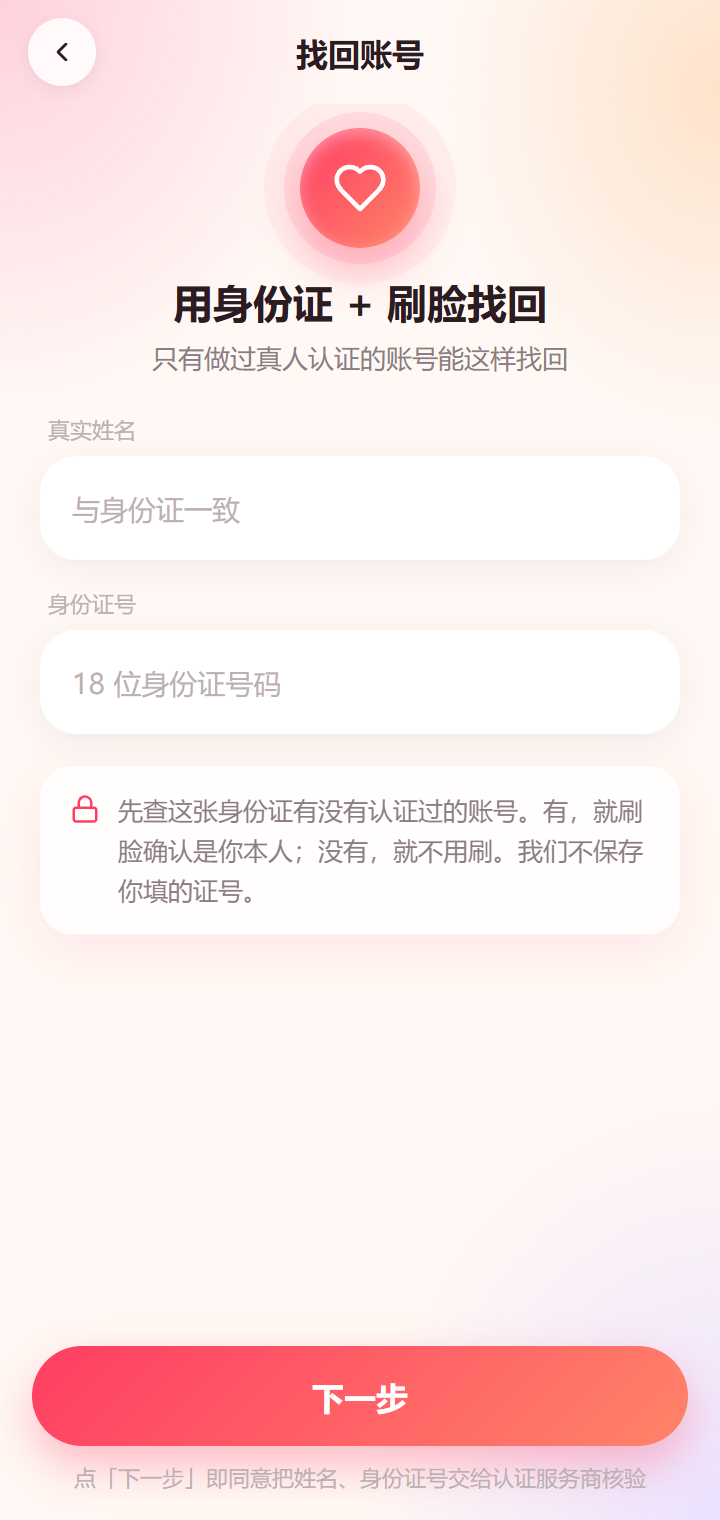 找回账号
用身份证 + 刷脸找回
只有做过真人认证的账号能这样找回
真实姓名
与身份证一致
身份证号
18 位身份证号码
先查这张身份证有没有认证过的账号。有，就刷
脸确认是你本人；没有，就不用刷。我们不保存
你填的证号。
下一步
点「下一步」即同意把姓名、身份证号交给认证服务商核验